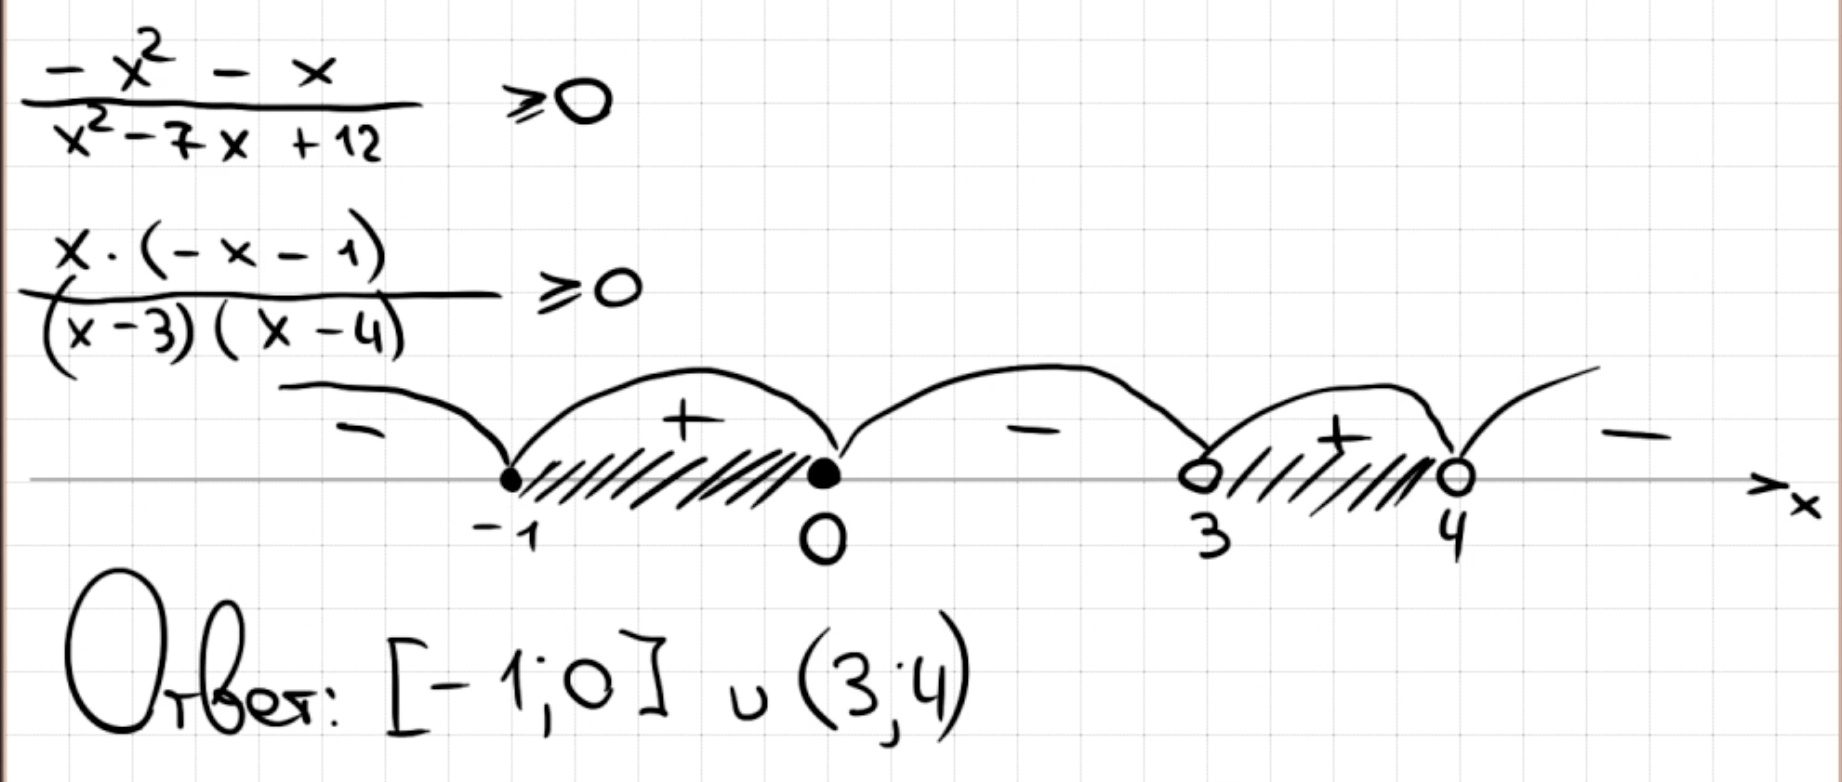 - x² - x
x² - 7x + 12
≥ 0
x · (- x - 1)
(x - 3) (x - 4)
≥ 0
- + - + -
-1 0 3 4 x
Ответ: [-1; 0] ∪ (3; 4)